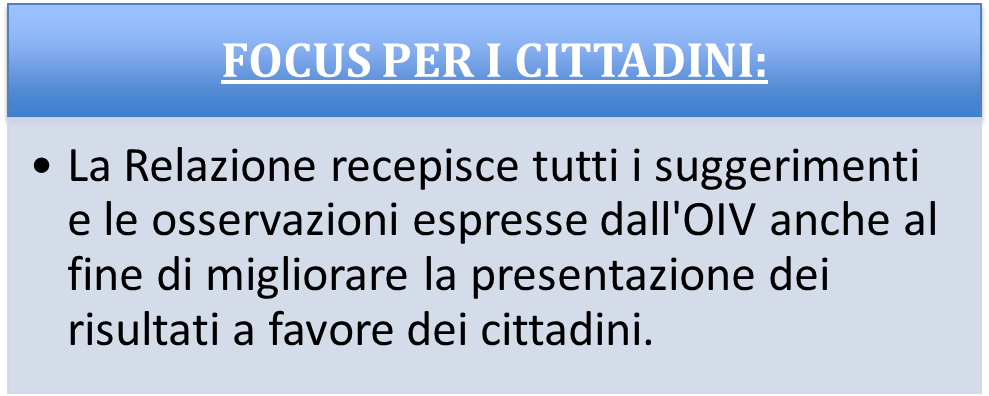 FOCUS PER I CITTADINI:
• La Relazione recepisce tutti i suggerimenti
e le osservazioni espresse dall'OIV anche al
fine di migliorare la presentazione dei
risultati a favore dei cittadini.